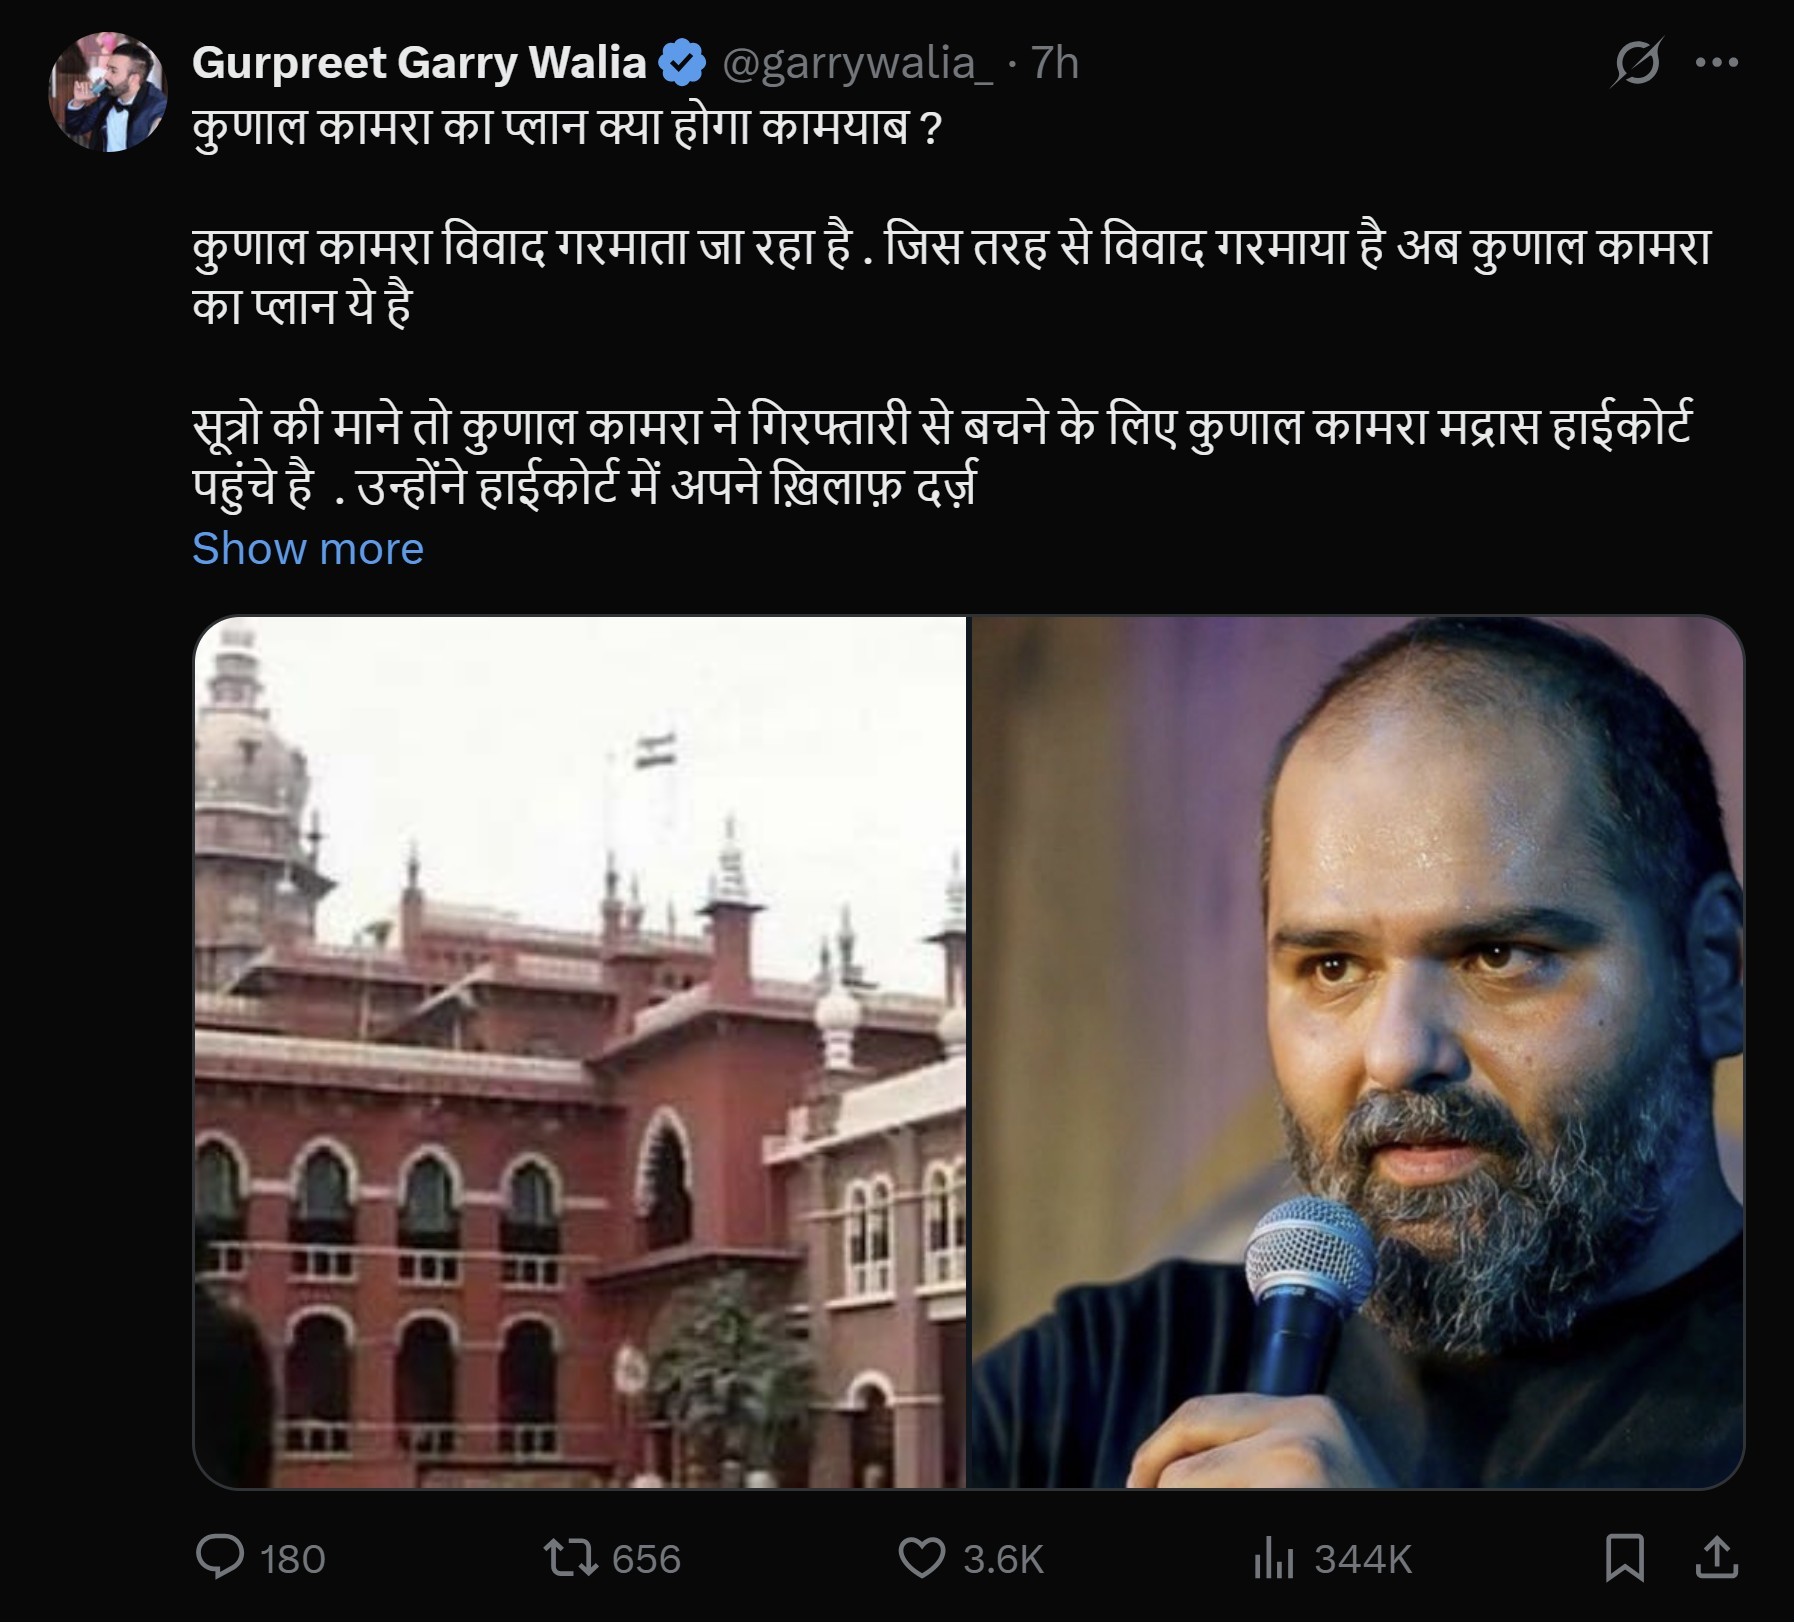 Gurpreet Garry Walia @garrywalia_ · 7h
कुणाल कामरा का प्लान क्या होगा कामयाब ?
कुणाल कामरा विवाद गरमाता जा रहा है . जिस तरह से विवाद गरमाया है अब कुणाल कामरा
का प्लान ये है
सूत्रो की माने तो कुणाल कामरा ने गिरफ्तारी से बचने के लिए कुणाल कामरा मद्रास हाईकोर्ट
पहुंचे है  . उन्होंने हाईकोर्ट में अपने ख़िलाफ़ दर्ज़
Show more
180 656 3.6K 344K